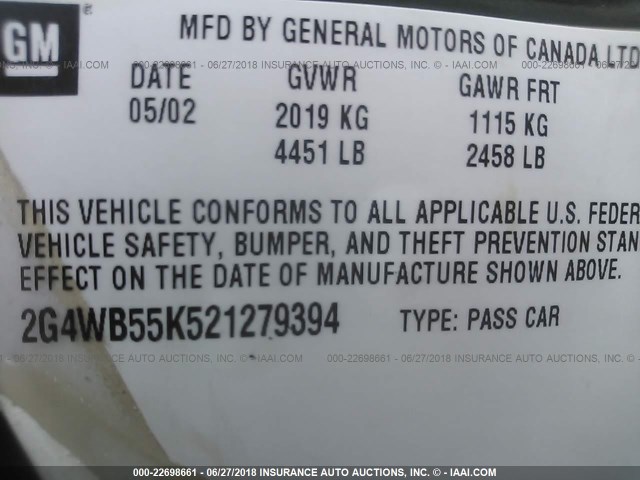 GM
MFD BY GENERAL MOTORS OF CANADA LTD
DATE GVWR GAWR FRT
05/02 2019 KG 1115 KG
4451 LB 2458 LB
THIS VEHICLE CONFORMS TO ALL APPLICABLE U.S. FEDER
VEHICLE SAFETY, BUMPER, AND THEFT PREVENTION STAN
EFFECT ON THE DATE OF MANUFACTURE SHOWN ABOVE.
2G4WB55K521279394 TYPE: PASS CAR
000-22698661 - 06/27/2018 INSURANCE AUTO AUCTIONS - © IAAI.COM